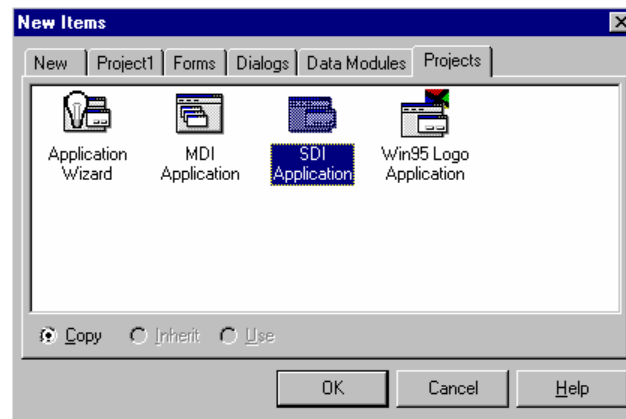 New Items
New Project1 Forms Dialogs Data Modules Projects
Application Wizard
MDI Application
SDI Application
Win95 Logo Application
Copy Inherit Use
OK Cancel Help